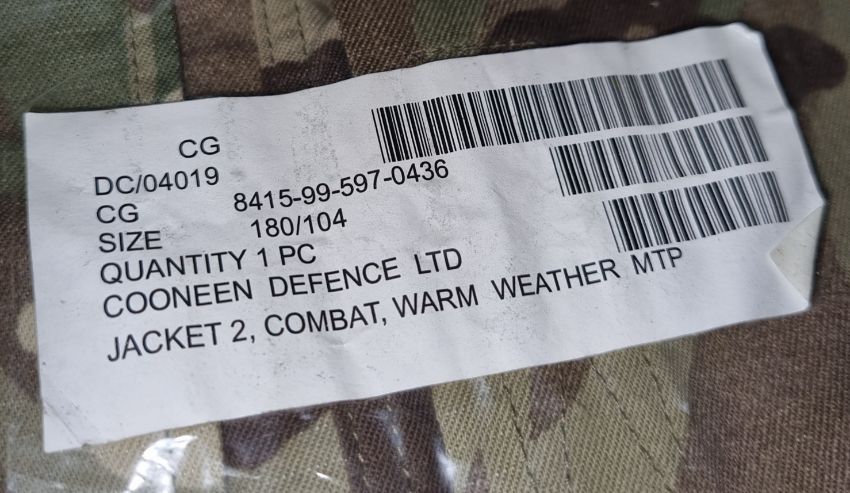 CG
DC/04019
CG 8415-99-597-0436
SIZE 180/104
QUANTITY 1 PC
COONEEN DEFENCE LTD
JACKET 2, COMBAT, WARM WEATHER MTP